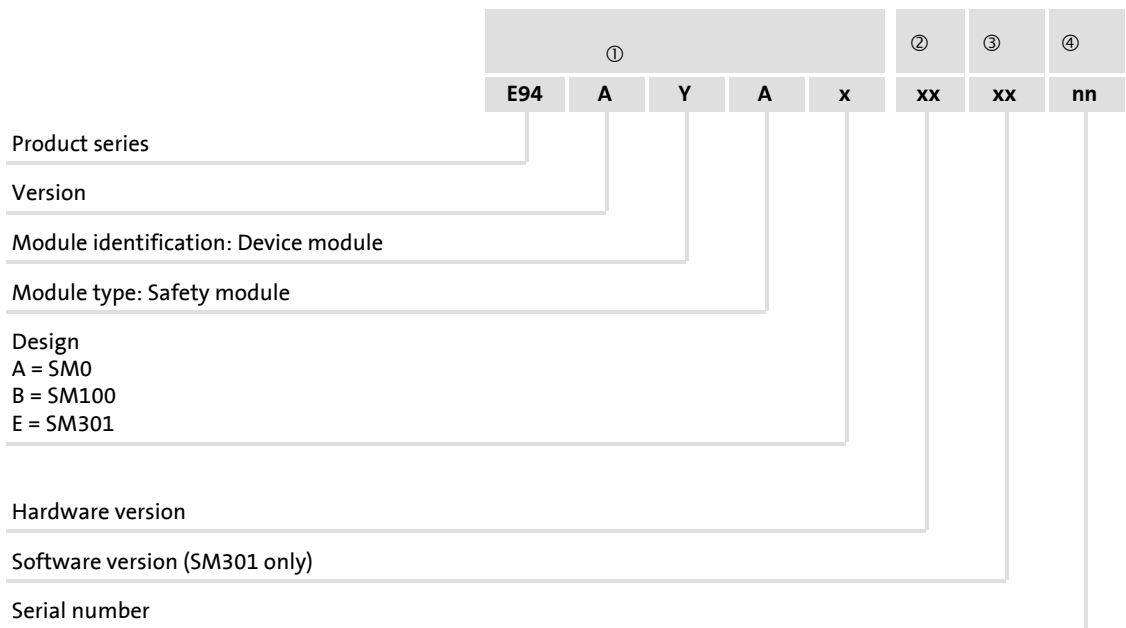 ① ② ③ ④
E94 A Y A x xx xx nn
Product series
Version
Module identification: Device module
Module type: Safety module
Design
A = SM0
B = SM100
E = SM301
Hardware version
Software version (SM301 only)
Serial number